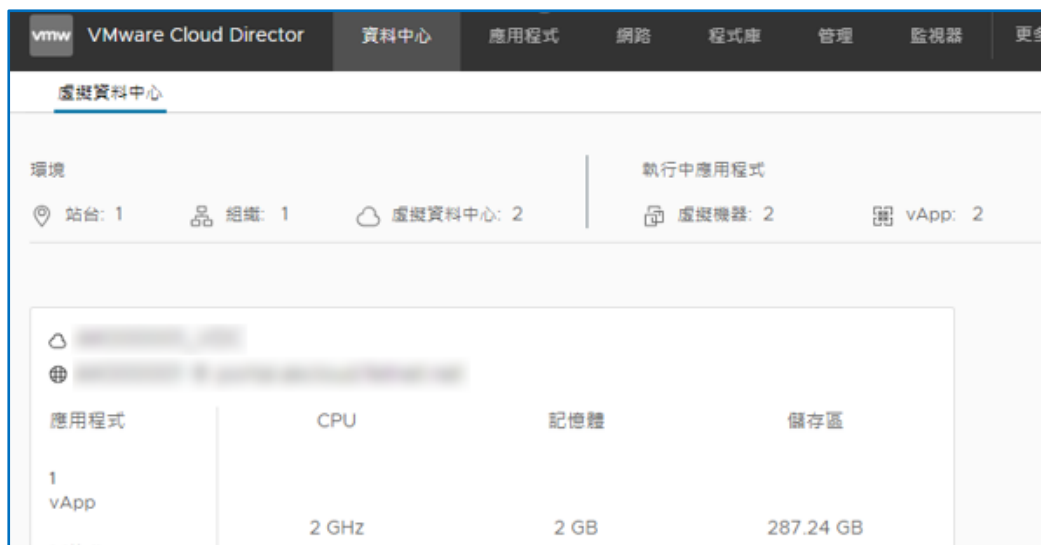 vmw VMware Cloud Director 資料中心 應用程式 網路 程式庫 管理 監視器
虛擬資料中心
環境 執行中應用程式
站台: 1 組織: 1 虛擬資料中心: 2 虛擬機器: 2 vApp: 2
應用程式 CPU 記憶體 儲存區
1
vApp
2 GHz 2 GB 287.24 GB